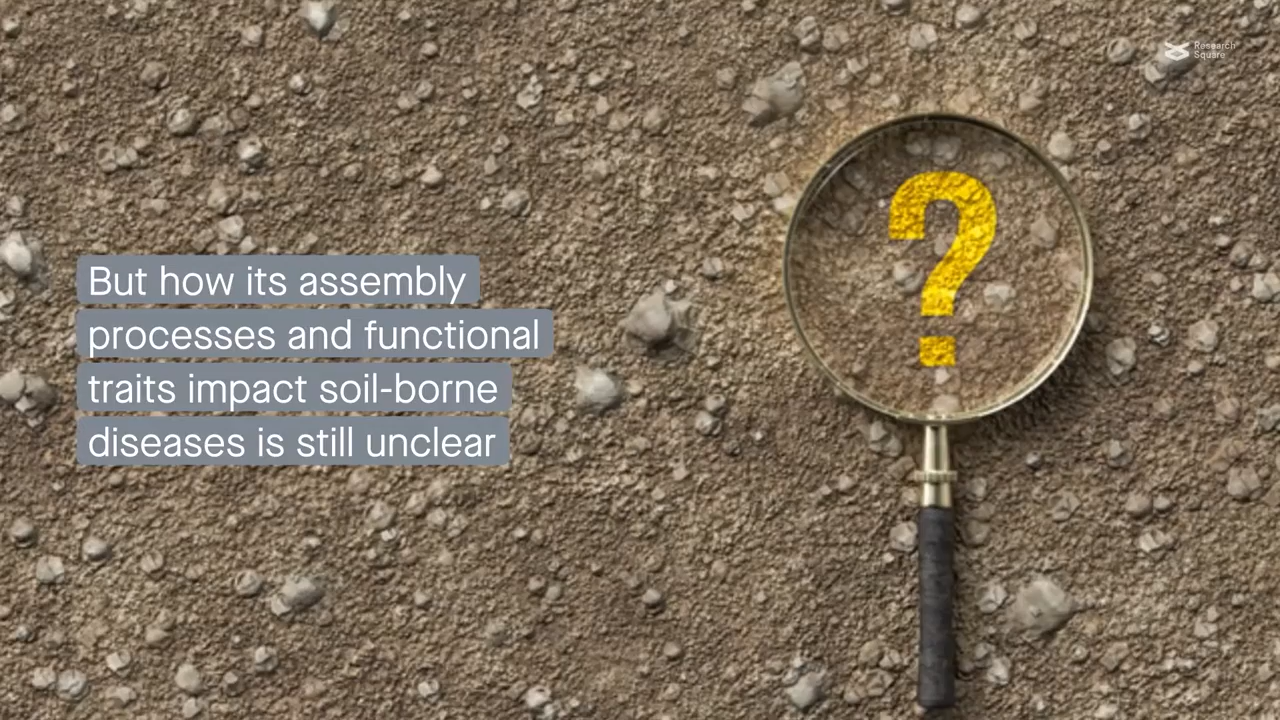 Research
Square
But how its assembly
processes and functional
traits impact soil-borne
diseases is still unclear
?